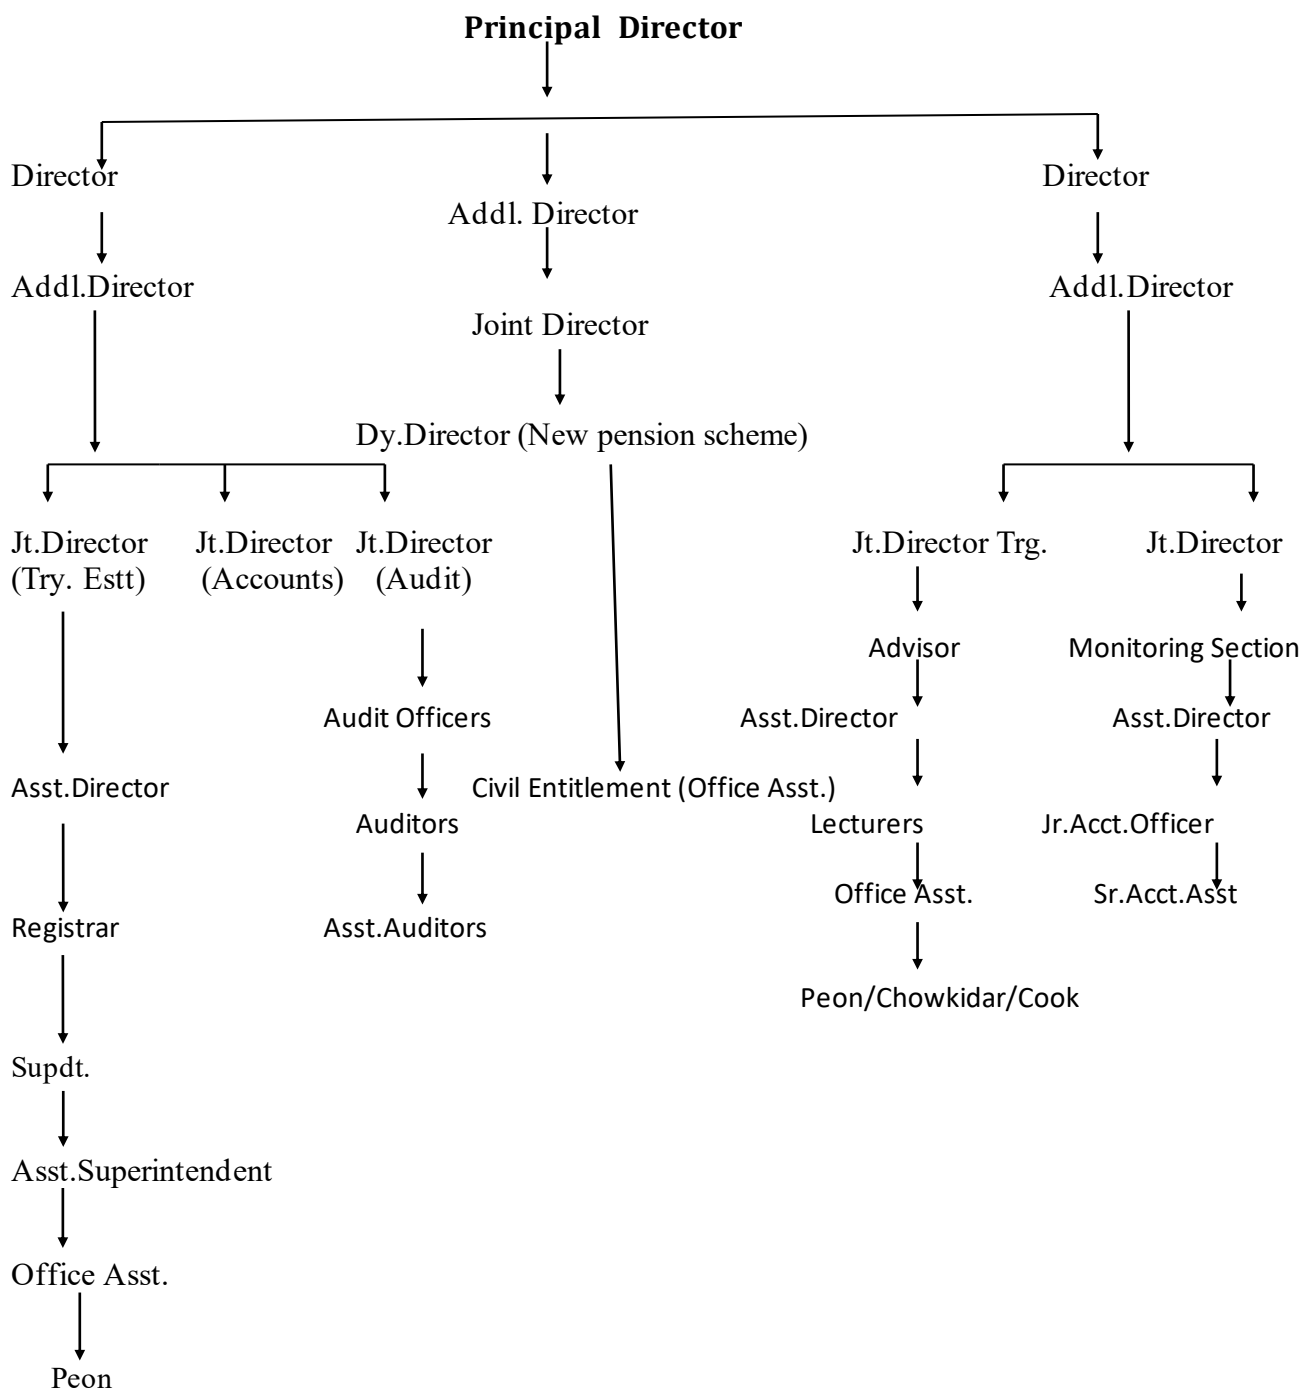 Principal Director
Director
Director
Addl. Director
Addl.Director
Addl.Director
Joint Director
Dy.Director (New pension scheme)
Jt.Director
(Try. Estt)
Jt.Director
(Accounts)
Jt.Director
(Audit)
Jt.Director Trg.
Jt.Director
Advisor
Monitoring Section
Audit Officers
Asst.Director
Asst.Director
Asst.Director
Civil Entitlement (Office Asst.)
Auditors
Lecturers
Jr.Acct.Officer
Office Asst.
Sr.Acct.Asst
Registrar
Asst.Auditors
Peon/Chowkidar/Cook
Supdt.
Asst.Superintendent
Office Asst.
Peon